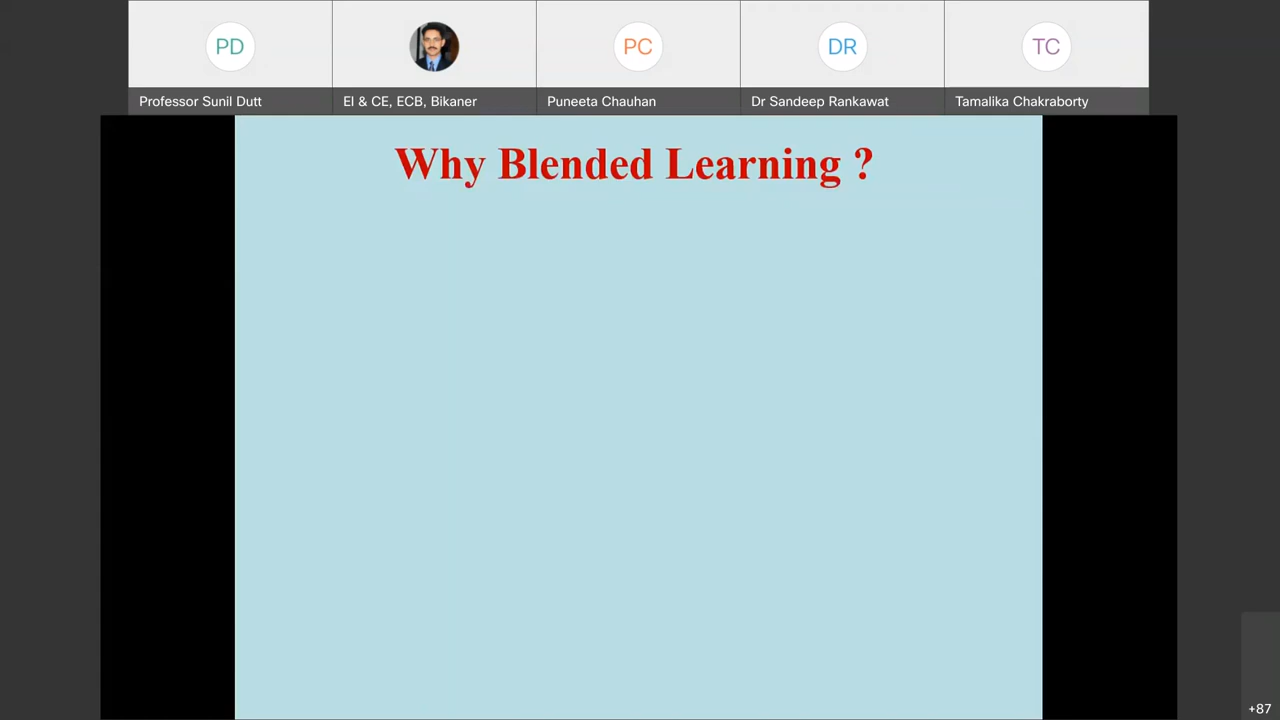 PD
PC
DR
TC
Professor Sunil Dutt
EI & CE, ECB, Bikaner
Puneeta Chauhan
Dr Sandeep Rankawat
Tamalika Chakraborty
Why Blended Learning ?
+87